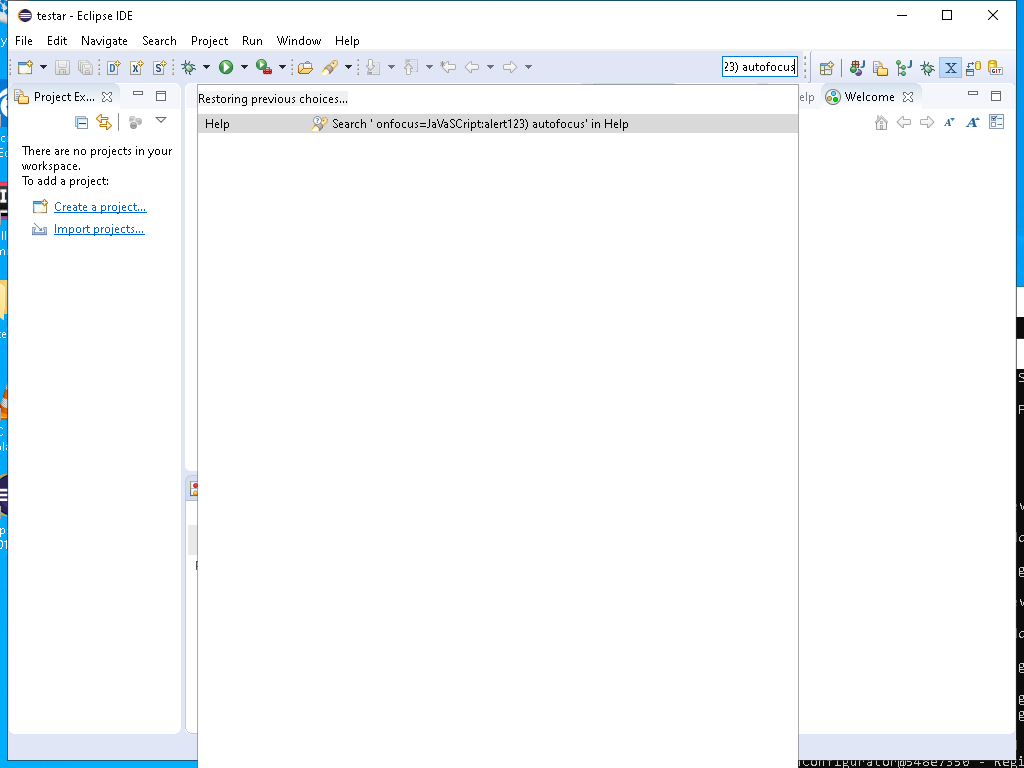 testar - Eclipse IDE
File Edit Navigate Search Project Run Window Help
23) autofocus
Project Ex...
elp
Welcome
Restoring previous choices...
Help Search ' onfocus=JaVaSCript:alert123) autofocus' in Help
There are no projects in your
workspace.
To add a project:
Create a project...
Import projects...
Configurator@548e7350 - Regi